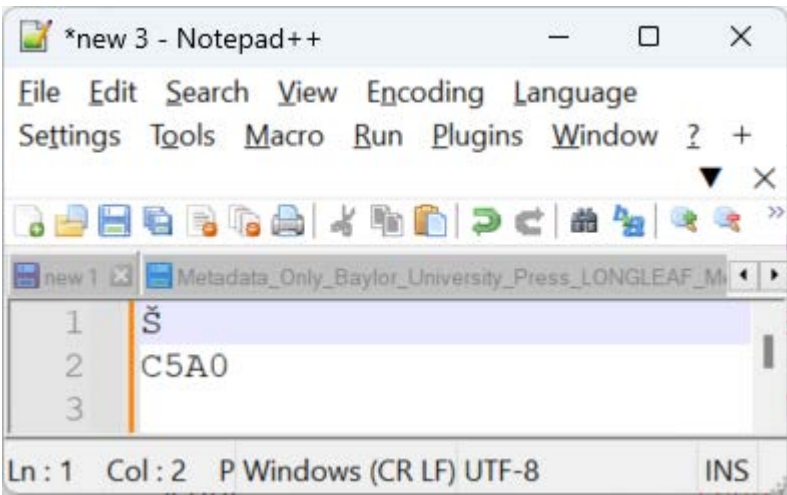 *new 3 - Notepad++
File Edit Search View Encoding Language
Settings Tools Macro Run Plugins Window ? +
new 1 Metadata_Only_Baylor_University_Press_LONGLEAF_M
1 Š
2 C5A0
3
Ln : 1 Col : 2 P Windows (CR LF) UTF-8 INS